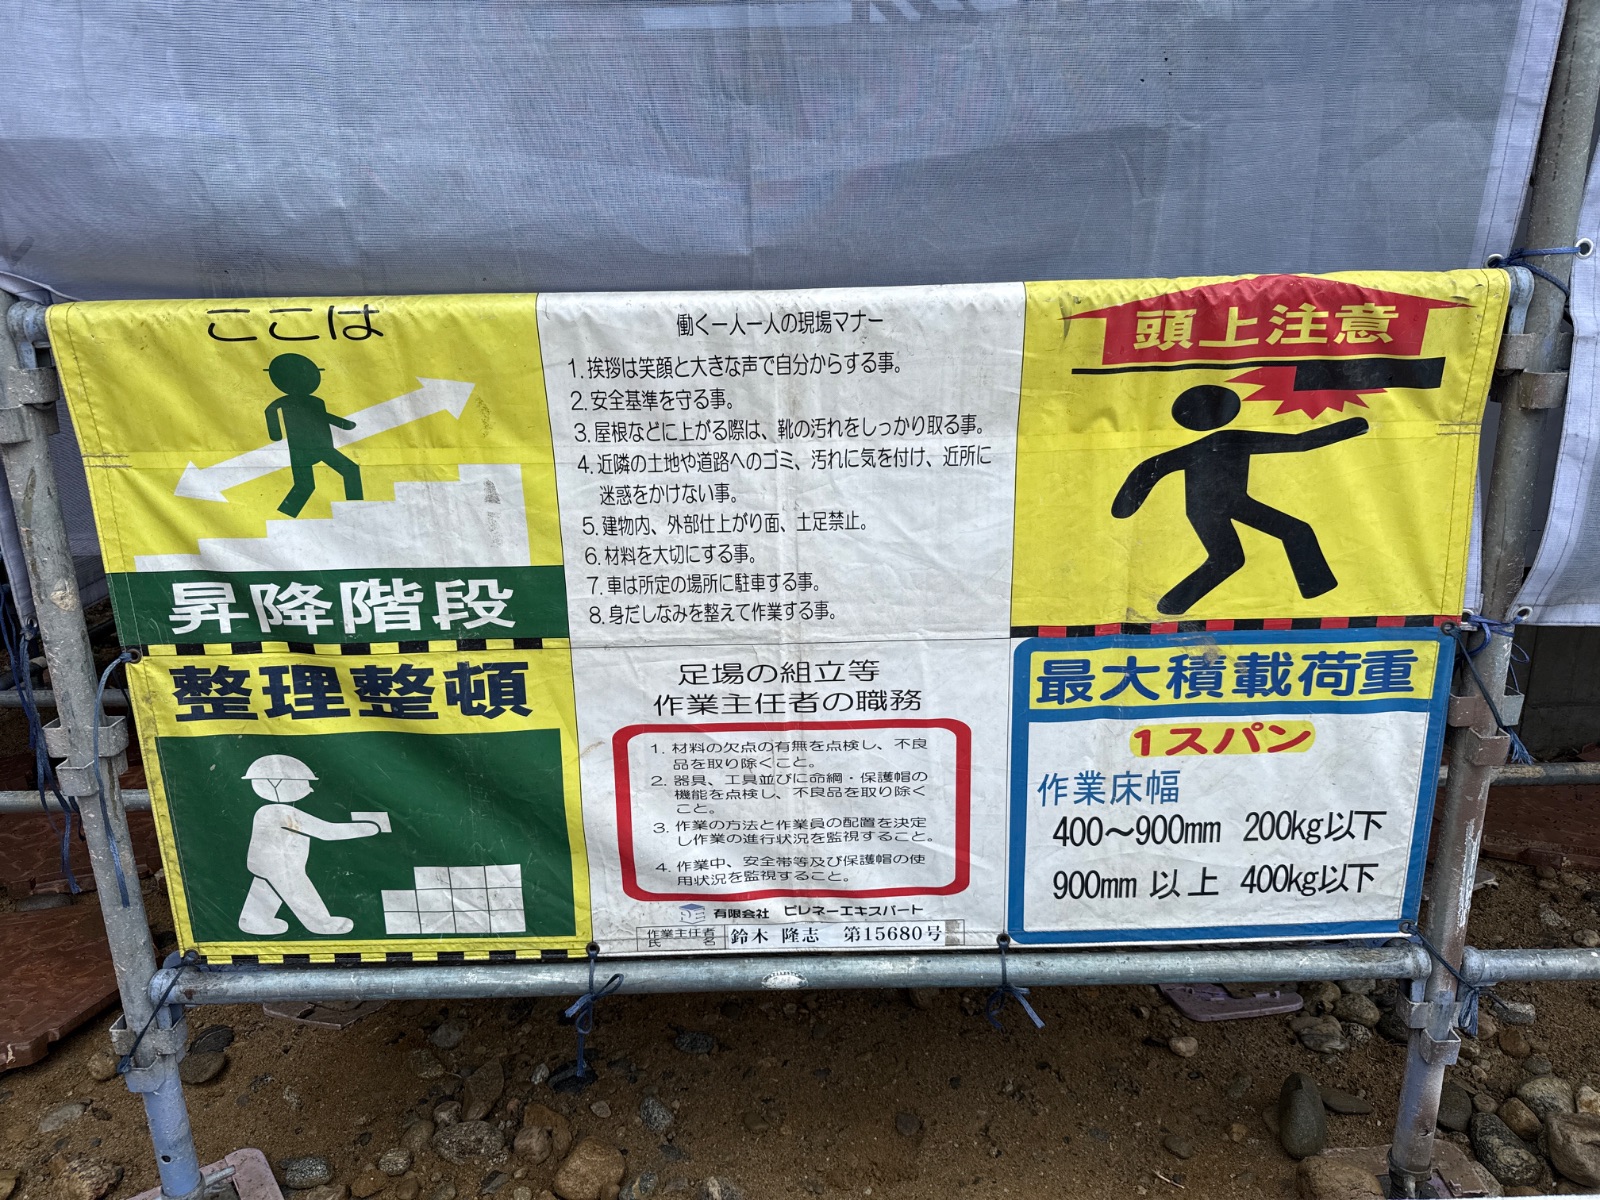 ここは
昇降階段
整理整頓
働く一人一人の現場マナー
1.挨拶は笑顔と大きな声で自分からする事。
2.安全基準を守る事。
3.屋根などに上がる際は、靴の汚れをしっかり取る事。
4.近隣の土地や道路へのゴミ、汚れに気を付け、近所に
迷惑をかけない事。
5.建物内、外部仕上がり面、土足禁止。
6.材料を大切にする事。
7.車は所定の場所に駐車する事。
8.身だしなみを整えて作業する事。
足場の組立等
作業主任者の職務
1.材料の欠点の有無を点検し、不良
品を取り除くこと。
2.器具、工具並びに命綱・保護帽の
機能を点検し、不良品を取り除く
こと。
3.作業の方法と作業員の配置を決定
し作業の進行状況を監視すること。
4.作業中、安全帯等及び保護帽の使
用状況を監視すること。
有限会社 ピレネーエキスパート
作業主任者
氏名
鈴木 隆志 第15680号
頭上注意
最大積載荷重
1スパン
作業床幅
400～900mm 200kg以下
900mm以上 400kg以下